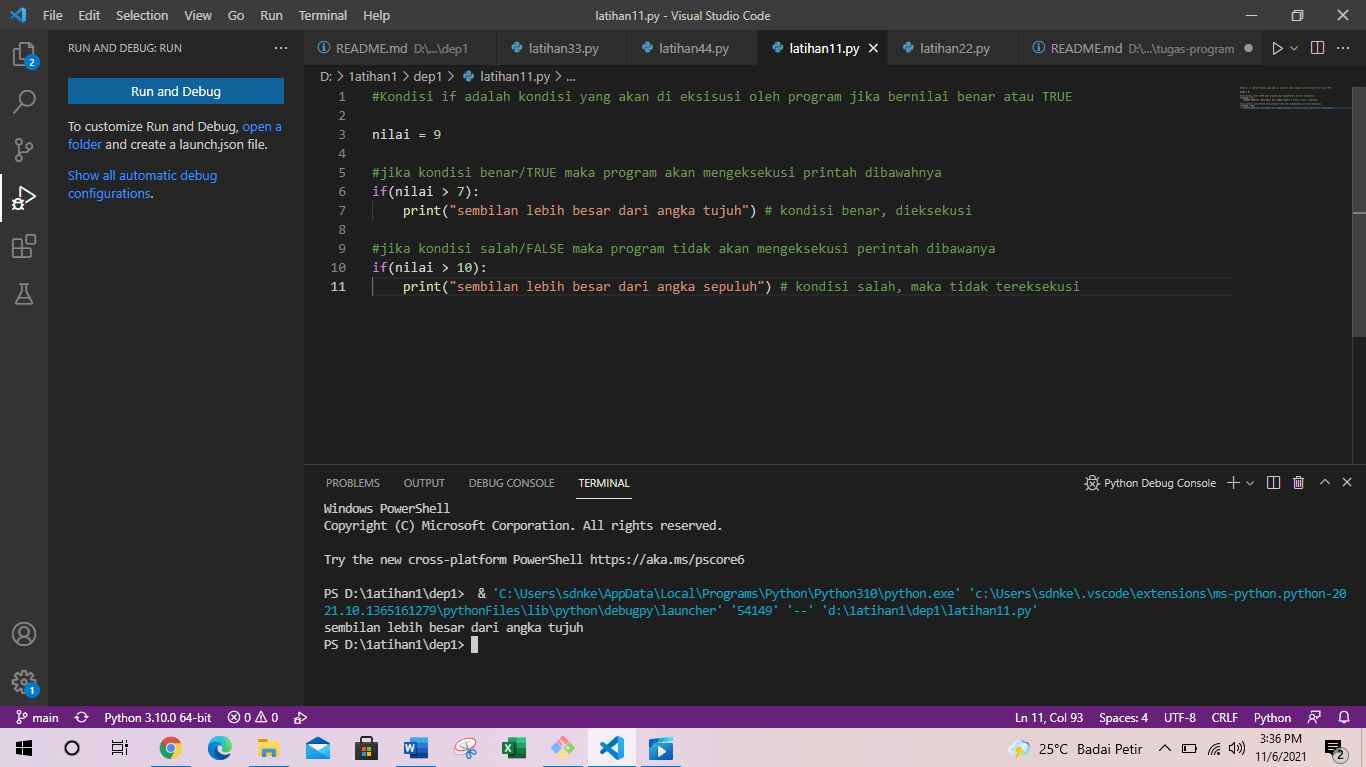 File Edit Selection View Go Run Terminal Help latihan11.py - Visual Studio Code
RUN AND DEBUG: RUN ...
Run and Debug
To customize Run and Debug, open a
folder and create a launch.json file.
Show all automatic debug
configurations.
2
1
README.md D:\...\dep1 latihan33.py latihan44.py latihan11.py latihan22.py README.md D:\...\tugas-program
D: > 1atihan1 > dep1 > latihan11.py > ...
1 #Kondisi if adalah kondisi yang akan di eksisusi oleh program jika bernilai benar atau TRUE
2
3 nilai = 9
4
5 #jika kondisi benar/TRUE maka program akan mengeksekusi printah dibawahnya
6 if(nilai > 7):
7 print("sembilan lebih besar dari angka tujuh") # kondisi benar, dieksekusi
8
9 #jika kondisi salah/FALSE maka program tidak akan mengeksekusi perintah dibawanya
10 if(nilai > 10):
11 print("sembilan lebih besar dari angka sepuluh") # kondisi salah, maka tidak tereksekusi
PROBLEMS OUTPUT DEBUG CONSOLE TERMINAL Python Debug Console
Windows PowerShell
Copyright (C) Microsoft Corporation. All rights reserved.
Try the new cross-platform PowerShell https://aka.ms/pscore6
PS D:\1atihan1\dep1> & 'C:\Users\sdnke\AppData\Local\Programs\Python\Python310\python.exe' 'c:\Users\sdnke\.vscode\extensions\ms-python.python-20
21.10.1365161279\pythonFiles\lib\python\debugpy\launcher' '54149' '--' 'd:\1atihan1\dep1\latihan11.py'
sembilan lebih besar dari angka tujuh
PS D:\1atihan1\dep1>
main Python 3.10.0 64-bit 0 0 Ln 11, Col 93 Spaces: 4 UTF-8 CRLF Python
25°C Badai Petir 3:36 PM
11/6/2021
2